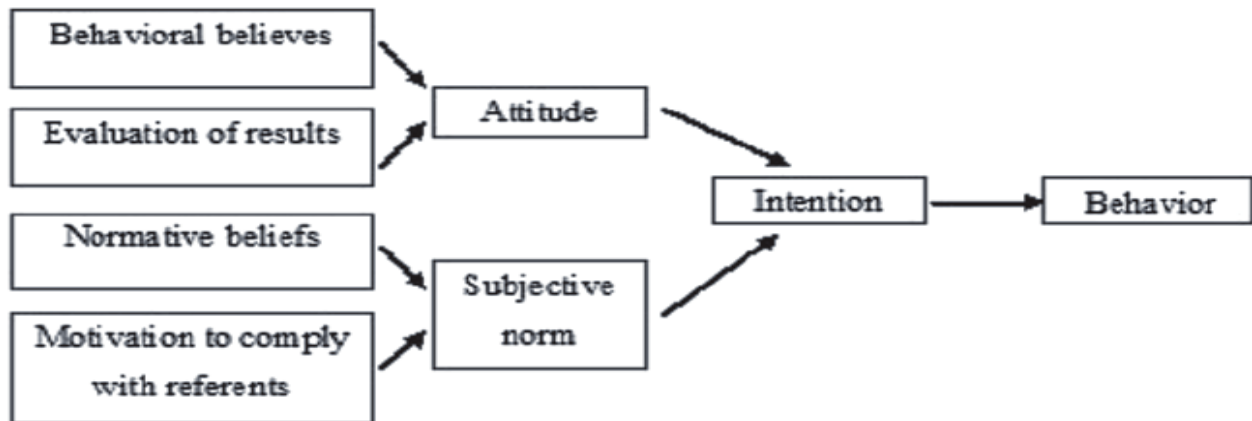 Behavioral believes
Evaluation of results
Normative beliefs
Motivation to comply
with referents
Attitude
Subjective
norm
Intention
Behavior